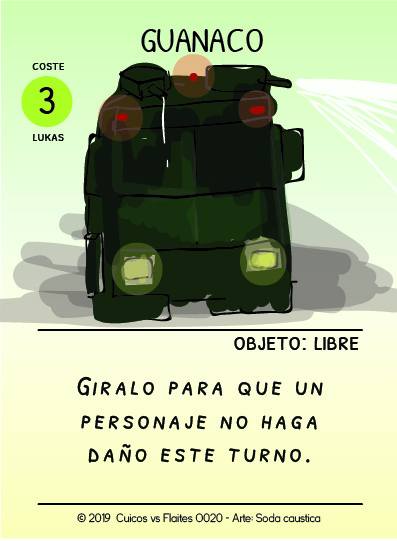 GUANACO
COSTE
3
LUKAS
OBJETO: LIBRE
GIRALO PARA QUE UN
PERSONAJE NO HAGA
DAÑO ESTE TURNO.
© 2019 Cuicos vs Flaites 0020 - Arte: Soda caustica